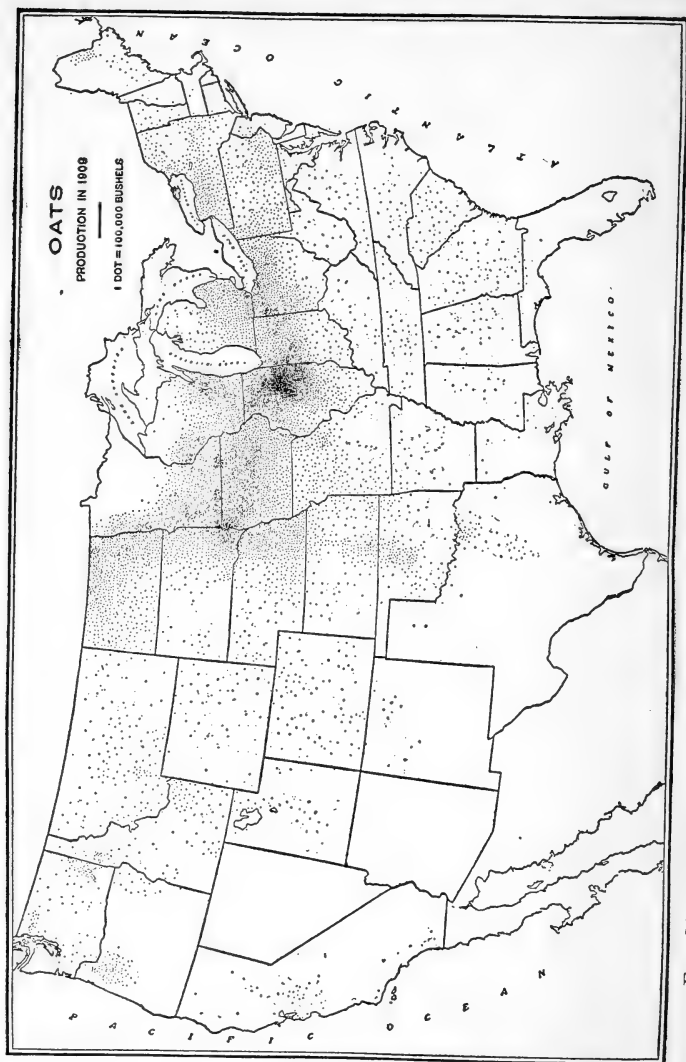 OATS
PRODUCTION IN 1909
1 DOT = 100,000 BUSHELS
ATLANTIC OCEAN
GULF OF MEXICO
PACIFIC OCEAN